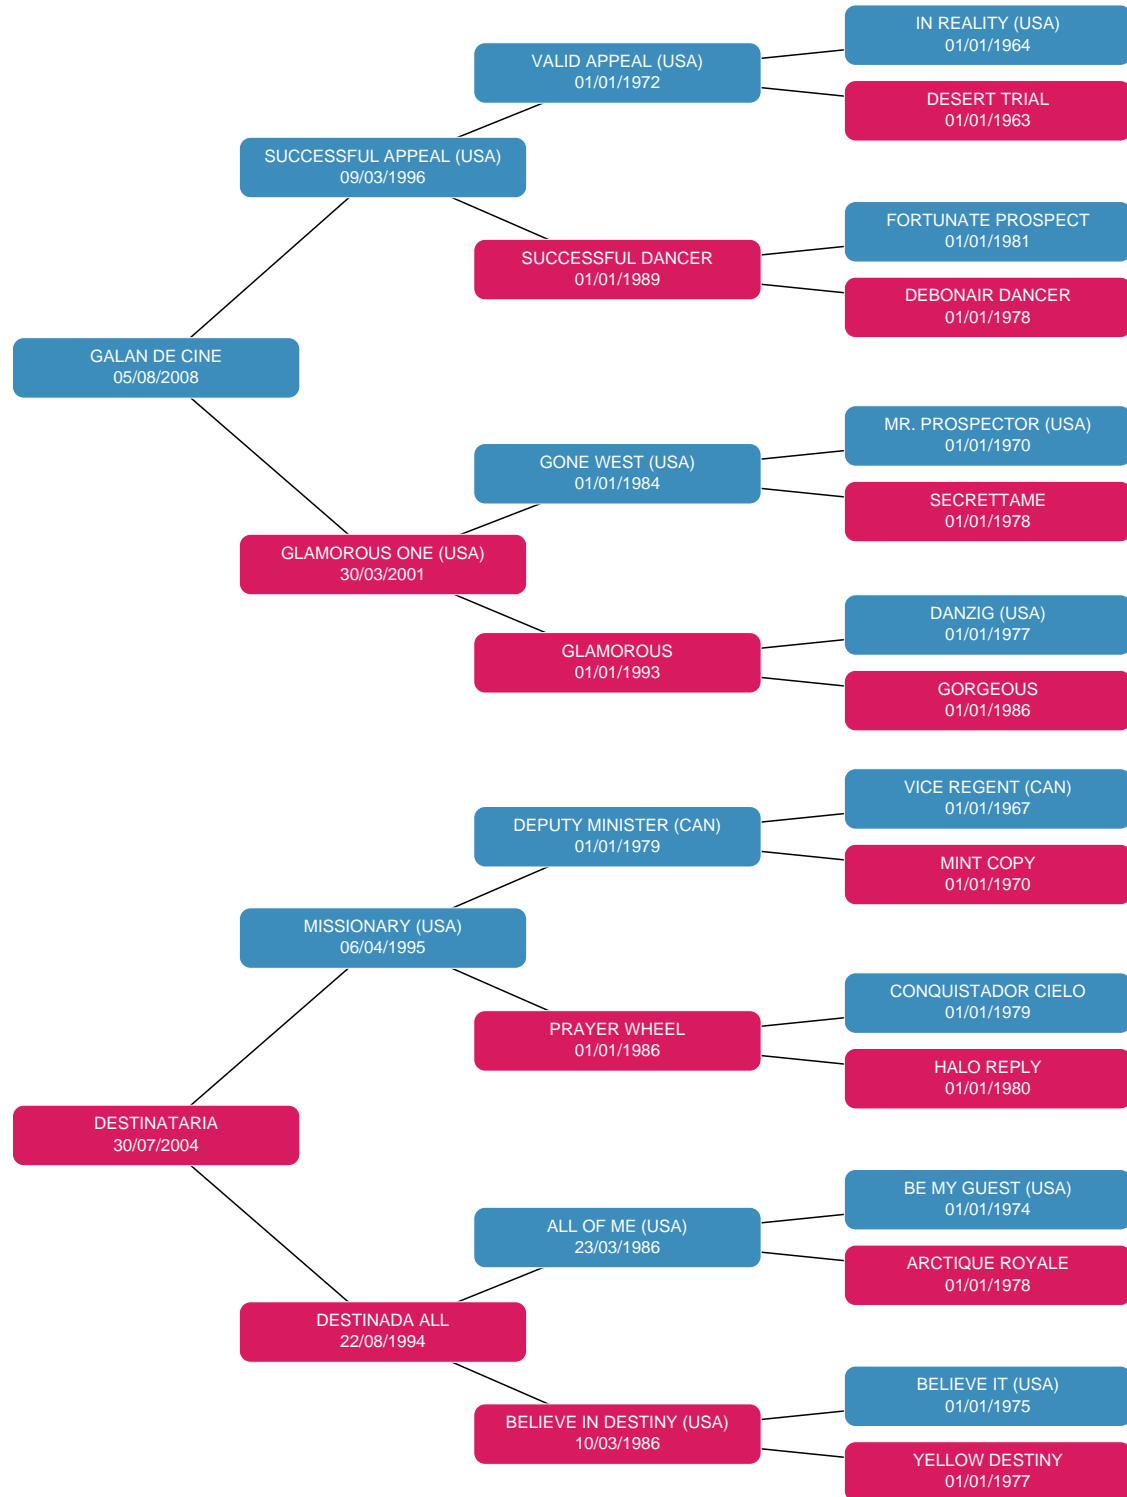 IN REALITY (USA)
01/01/1964
VALID APPEAL (USA)
01/01/1972
DESERT TRIAL
01/01/1963
SUCCESSFUL APPEAL (USA)
09/03/1996
FORTUNATE PROSPECT
01/01/1981
SUCCESSFUL DANCER
01/01/1989
DEBONAIR DANCER
01/01/1978
GALAN DE CINE
05/08/2008
MR. PROSPECTOR (USA)
01/01/1970
GONE WEST (USA)
01/01/1984
SECRETTAME
01/01/1978
GLAMOROUS ONE (USA)
30/03/2001
DANZIG (USA)
01/01/1977
GLAMOROUS
01/01/1993
GORGEOUS
01/01/1986
VICE REGENT (CAN)
01/01/1967
DEPUTY MINISTER (CAN)
01/01/1979
MINT COPY
01/01/1970
MISSIONARY (USA)
06/04/1995
CONQUISTADOR CIELO
01/01/1979
PRAYER WHEEL
01/01/1986
HALO REPLY
01/01/1980
DESTINATARIA
30/07/2004
BE MY GUEST (USA)
01/01/1974
ALL OF ME (USA)
23/03/1986
ARCTIQUE ROYALE
01/01/1978
DESTINADA ALL
22/08/1994
BELIEVE IT (USA)
01/01/1975
BELIEVE IN DESTINY (USA)
10/03/1986
YELLOW DESTINY
01/01/1977